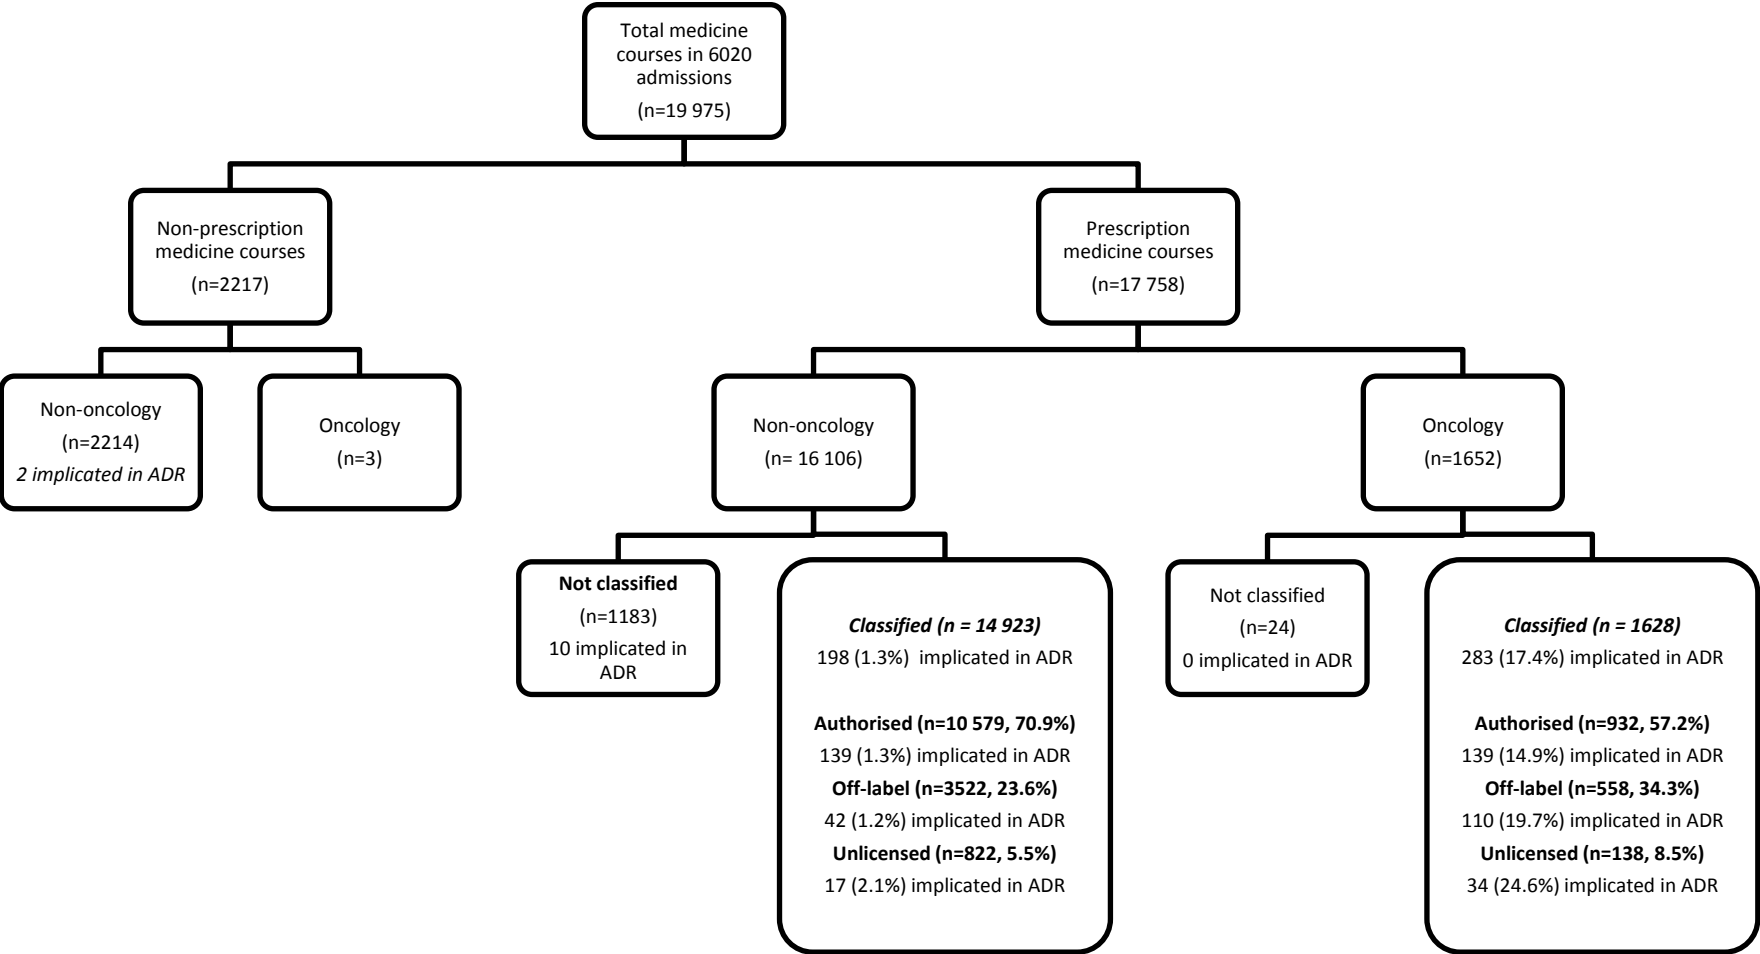 Total medicine
courses in 6020
admissions
(n=19 975)
Non-prescription
medicine courses
(n=2217)
Prescription
medicine courses
(n=17 758)
Non-oncology
(n=2214)
2 implicated in ADR
Oncology
(n=3)
Non-oncology
(n= 16 106)
Oncology
(n=1652)
Not classified
(n=1183)
10 implicated in
ADR
Classified (n = 14 923)
198 (1.3%)  implicated in ADR
Authorised (n=10 579, 70.9%)
139 (1.3%) implicated in ADR
Off-label (n=3522, 23.6%)
42 (1.2%) implicated in ADR
Unlicensed (n=822, 5.5%)
17 (2.1%) implicated in ADR
Not classified
(n=24)
0 implicated in ADR
Classified (n = 1628)
283 (17.4%) implicated in ADR
Authorised (n=932, 57.2%)
139 (14.9%) implicated in ADR
Off-label (n=558, 34.3%)
110 (19.7%) implicated in ADR
Unlicensed (n=138, 8.5%)
34 (24.6%) implicated in ADR